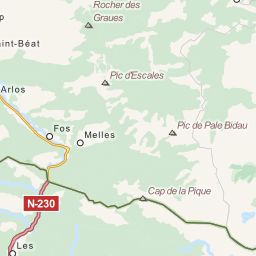 Rocher des
Graues
aint-Béat
Pic d'Escales
Arlos
Fos
Melles
Pic de Pale Bidau
Cap de la Pique
N-230
Les